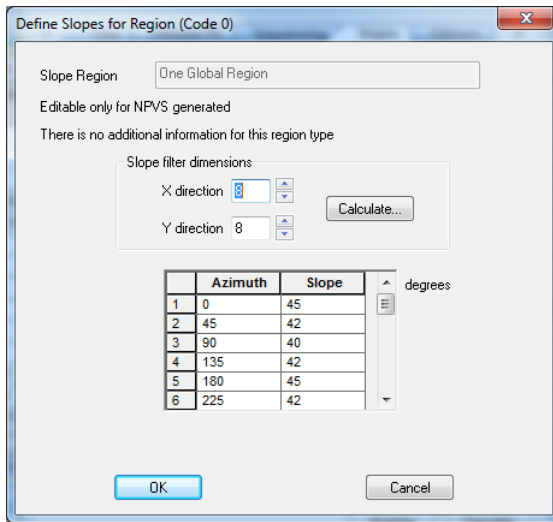 Define Slopes for Region (Code 0)
Slope Region One Global Region
Editable only for NPVS generated
There is no additional information for this region type
Slope filter dimensions
X direction 8
Y direction 8
Calculate...
Azimuth Slope degrees
1 0 45
2 45 42
3 90 40
4 135 42
5 180 45
6 225 42
OK Cancel